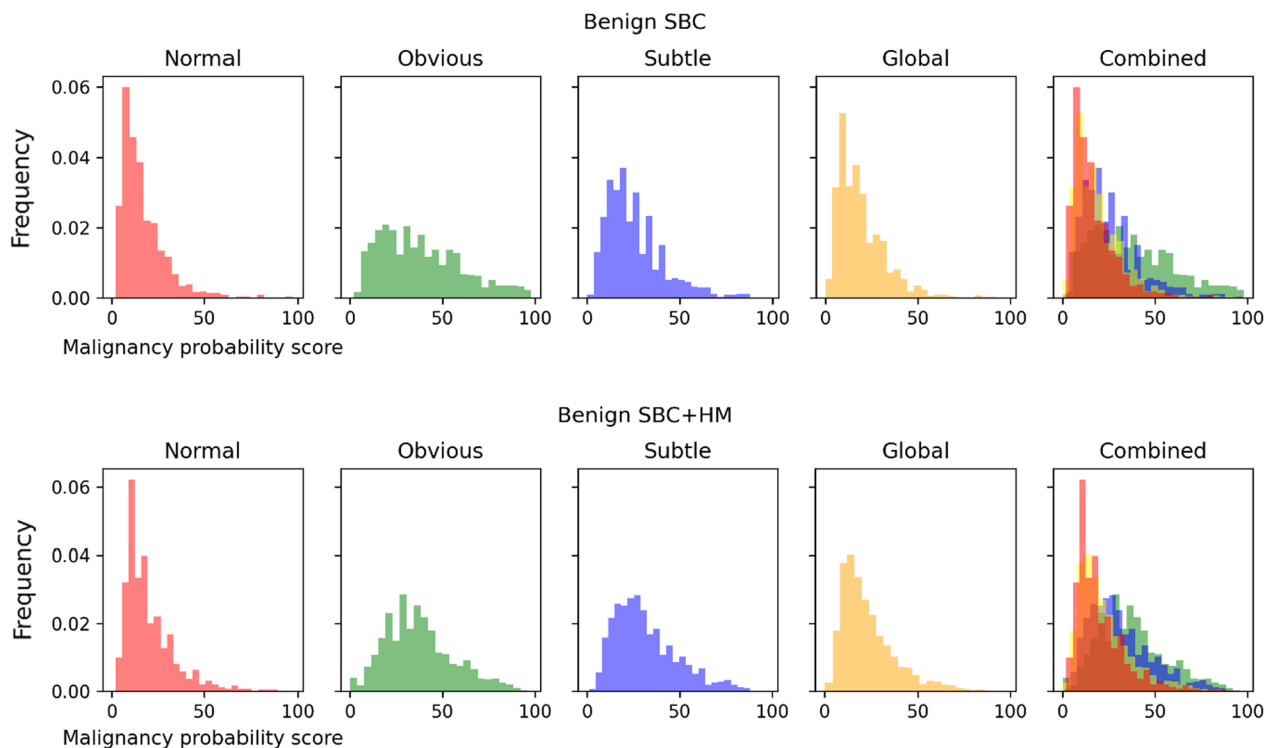 Benign SBC
Normal Obvious Subtle Global Combined
0.06
0.04
0.02
0.00
Frequency
0 50 100 0 50 100 0 50 100 0 50 100 0 50 100
Malignancy probability score
Benign SBC+HM
Normal Obvious Subtle Global Combined
0.06
0.04
0.02
0.00
Frequency
0 50 100 0 50 100 0 50 100 0 50 100 0 50 100
Malignancy probability score